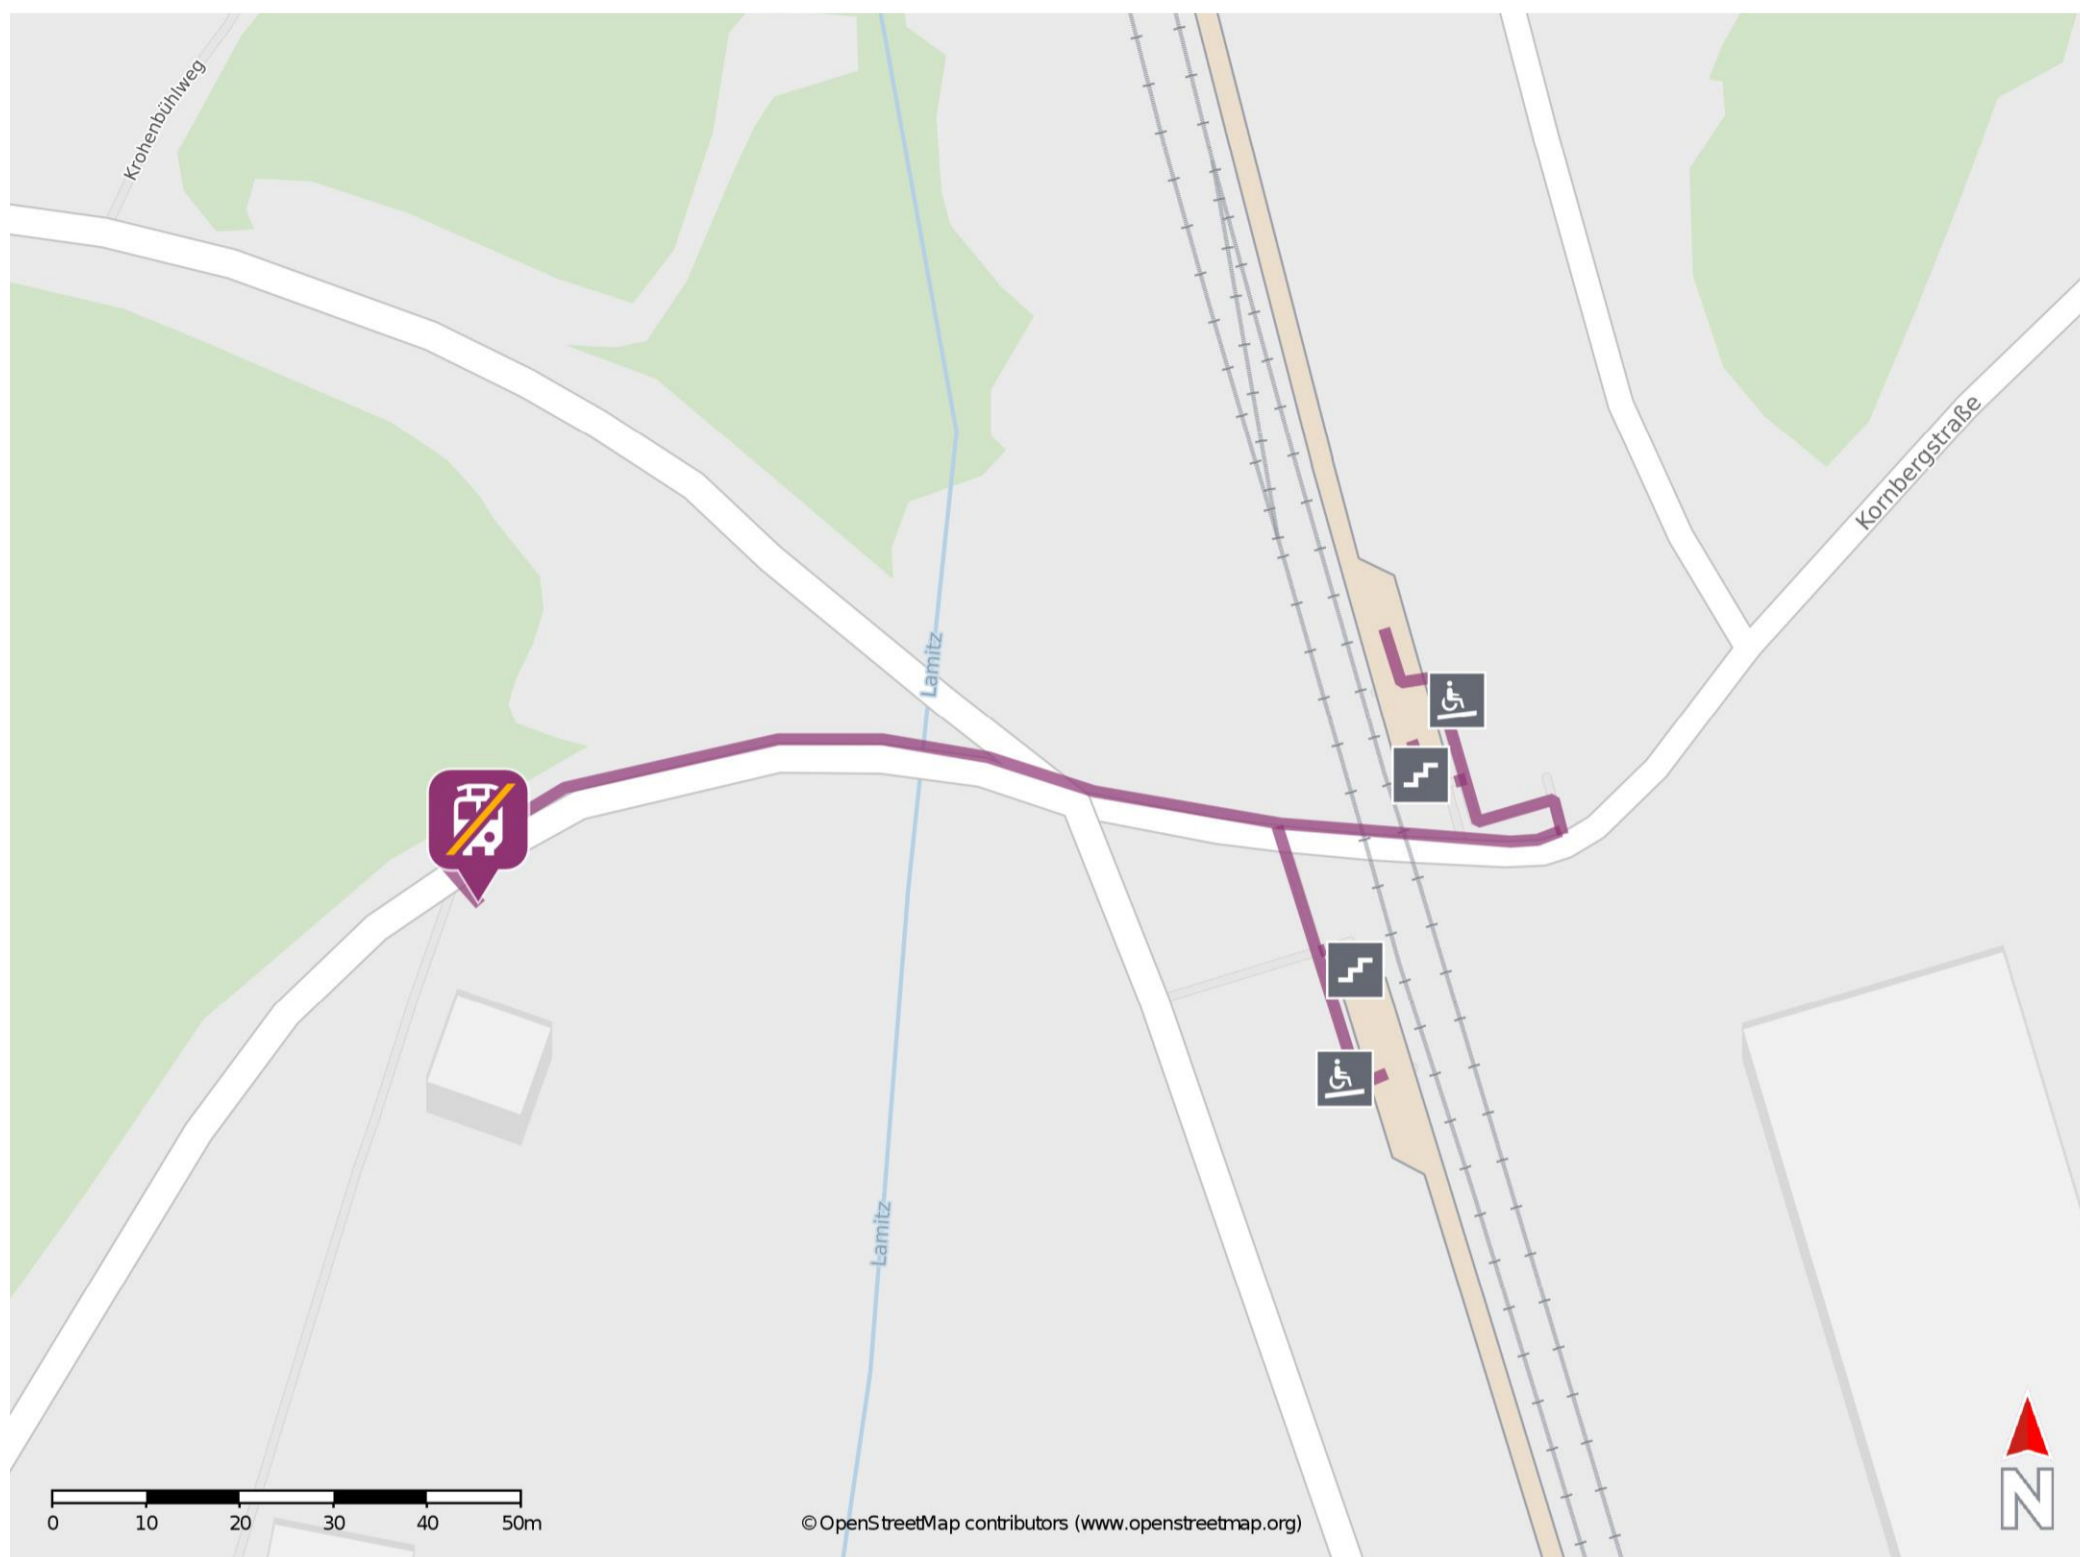 Krohenbühlweg
Kornbergstraße
Lamitz
Lamitz
0 10 20 30 40 50m
© OpenStreetMap contributors (www.openstreetmap.org)
N